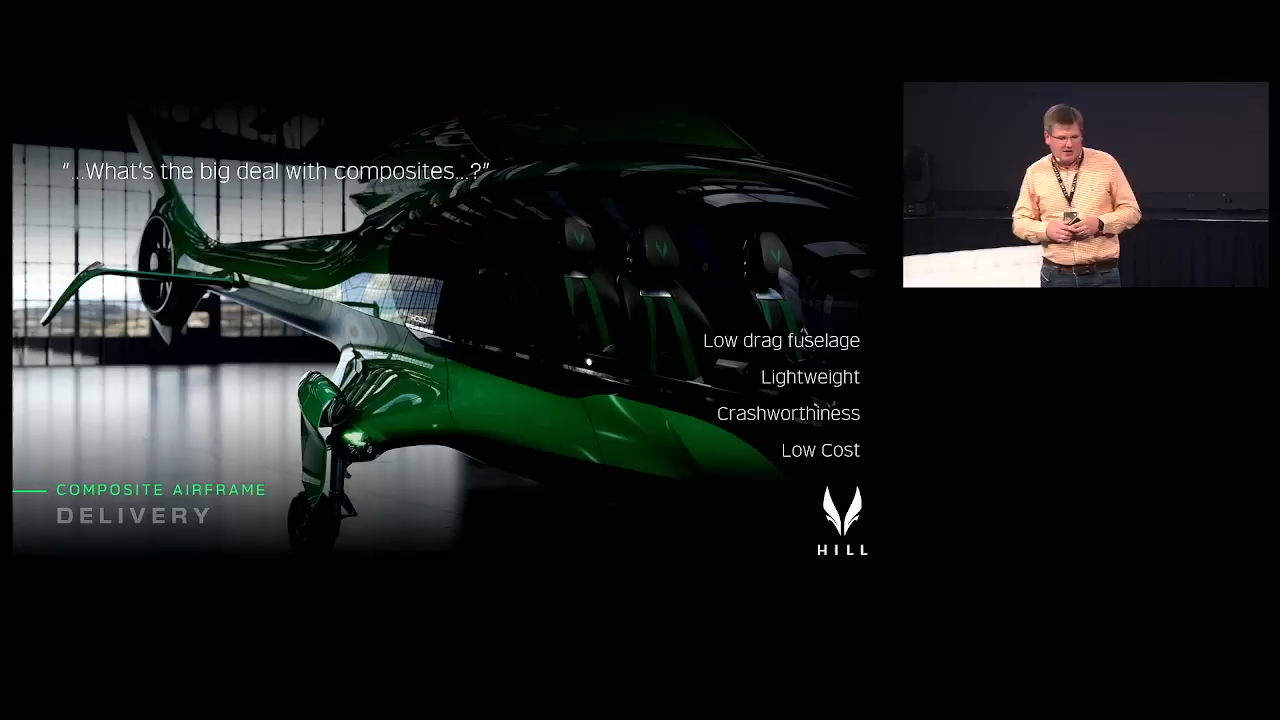 "...What's the big deal with composites...?"
Low drag fuselage
Lightweight
Crashworthiness
Low Cost
COMPOSITE AIRFRAME
DELIVERY
HILL